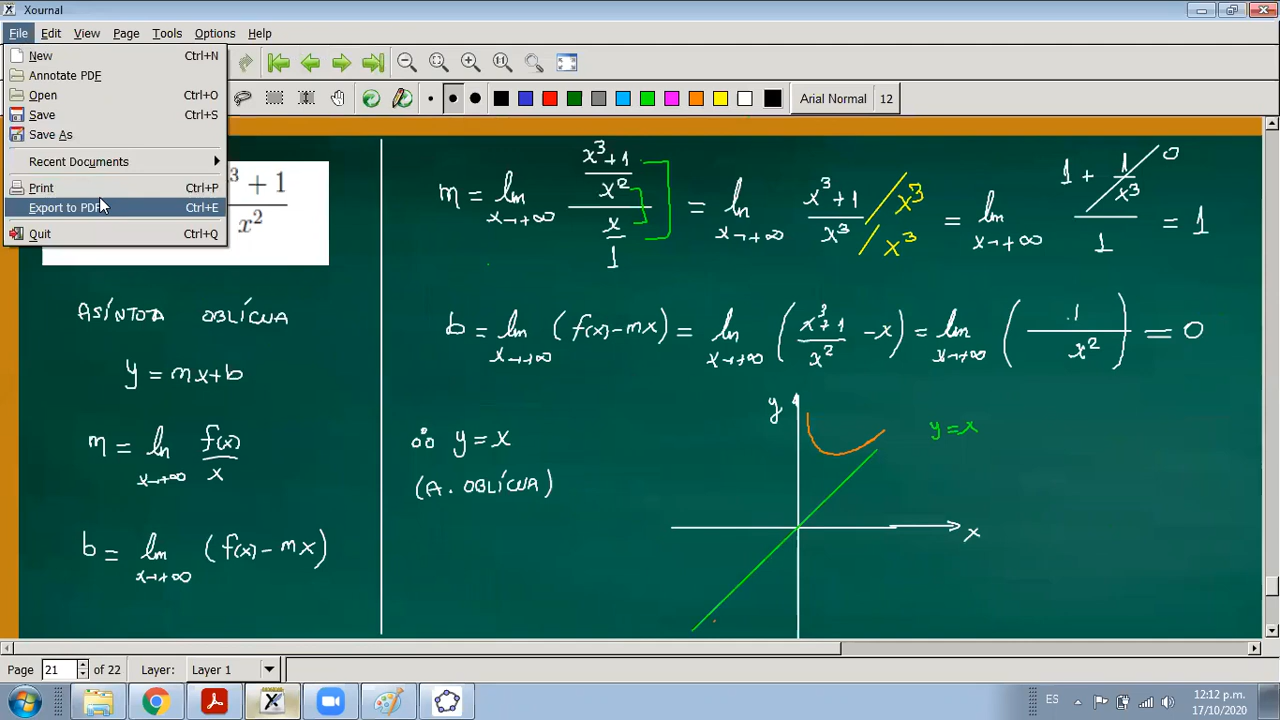 Xournal
File Edit View Page Tools Options Help
New Ctrl+N
Annotate PDF
Open Ctrl+O
Save Ctrl+S
Save As
Recent Documents
Print Ctrl+P
Export to PDF Ctrl+E
Quit Ctrl+Q
Arial Normal 12
³ + 1
x²
ASÍNTOTA OBLÍCUA
y = mx+b
m = lim x→+∞ f(x)/x
b = lim x→+∞ (f(x) - mx)
m = lim x→+∞ ((x³+1)/x²)/(x/1) = lim x→+∞ (x³+1)/x³ /x³ /x³ = lim x→+∞ (1 + 1/x³)/1 = 1
0
b = lim x→+∞ (f(x) - mx) = lim x→+∞ ((x³+1)/x² - x) = lim x→+∞ (1/x²) = 0
∴ y = x
(A. OBLÍCUA)
y
y = x
x
Page 21 of 22 Layer: Layer 1
ES 12:12 p.m.
17/10/2020